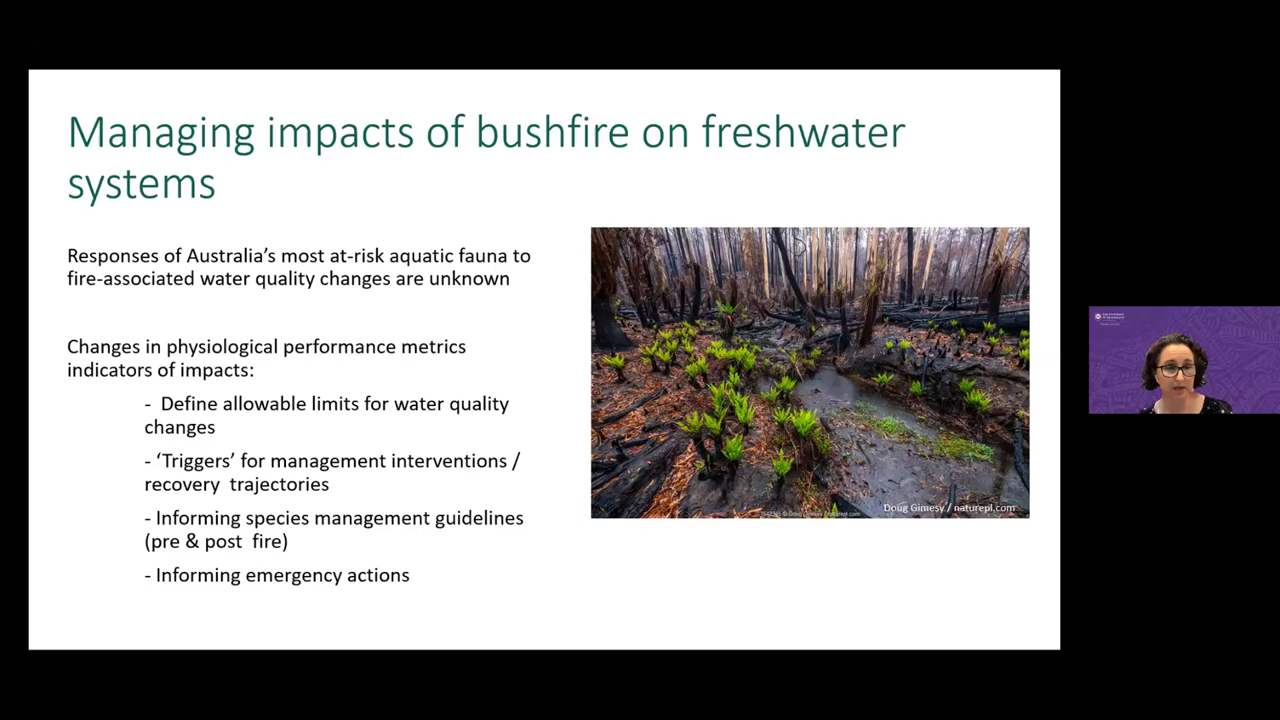 Managing impacts of bushfire on freshwater
systems
Responses of Australia’s most at-risk aquatic fauna to
fire-associated water quality changes are unknown
Changes in physiological performance metrics
indicators of impacts:
- Define allowable limits for water quality
changes
- ‘Triggers’ for management interventions /
recovery trajectories
- Informing species management guidelines
(pre & post fire)
- Informing emergency actions
Doug Gimesy / naturepl.com